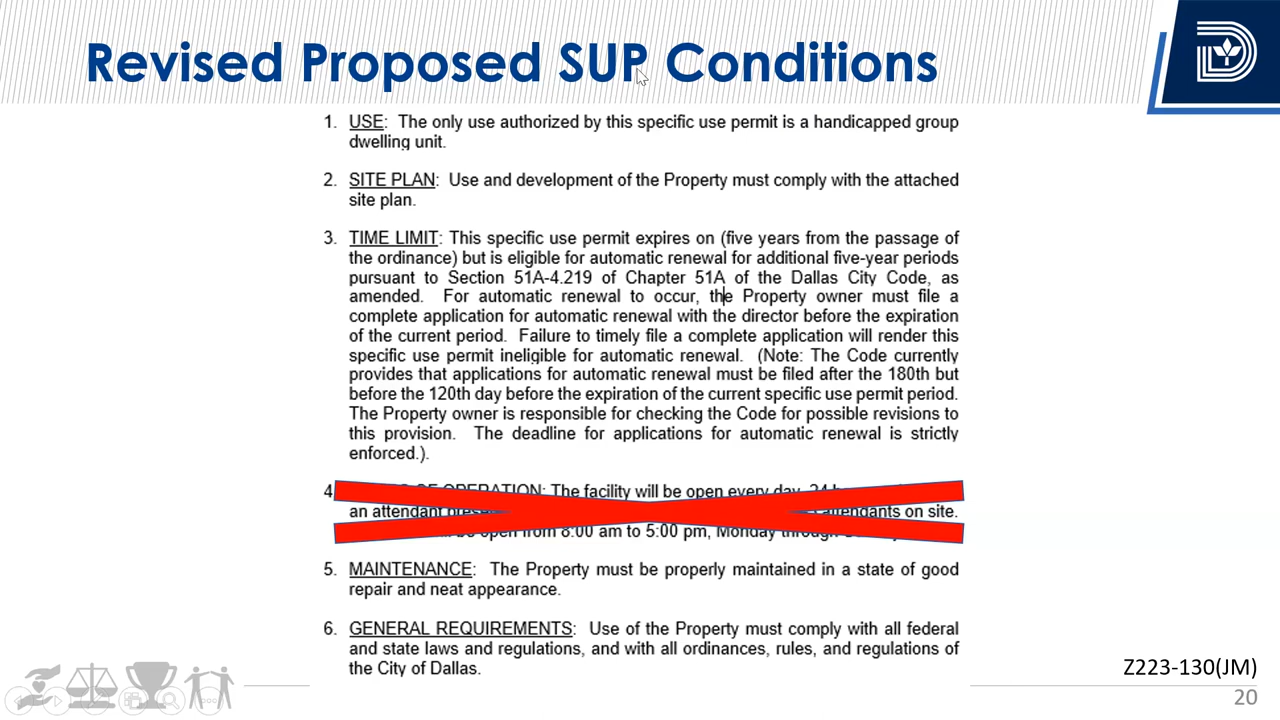 Revised Proposed SUP Conditions
1. USE: The only use authorized by this specific use permit is a handicapped group
dwelling unit.
2. SITE PLAN: Use and development of the Property must comply with the attached
site plan.
3. TIME LIMIT: This specific use permit expires on (five years from the passage of
the ordinance) but is eligible for automatic renewal for additional five-year periods
pursuant to Section 51A-4.219 of Chapter 51A of the Dallas City Code, as
amended. For automatic renewal to occur, the Property owner must file a
complete application for automatic renewal with the director before the expiration
of the current period. Failure to timely file a complete application will render this
specific use permit ineligible for automatic renewal. (Note: The Code currently
provides that applications for automatic renewal must be filed after the 180th but
before the 120th day before the expiration of the current specific use permit period.
The Property owner is responsible for checking the Code for possible revisions to
this provision. The deadline for applications for automatic renewal is strictly
enforced.).
4. OPERATION: The facility will be open every day, 24
an attendant attendants on site.
be open from 8:00 am to 5:00 pm, Monday through
5. MAINTENANCE: The Property must be properly maintained in a state of good
repair and neat appearance.
6. GENERAL REQUIREMENTS: Use of the Property must comply with all federal
and state laws and regulations, and with all ordinances, rules, and regulations of
the City of Dallas.
Z223-130(JM)
20